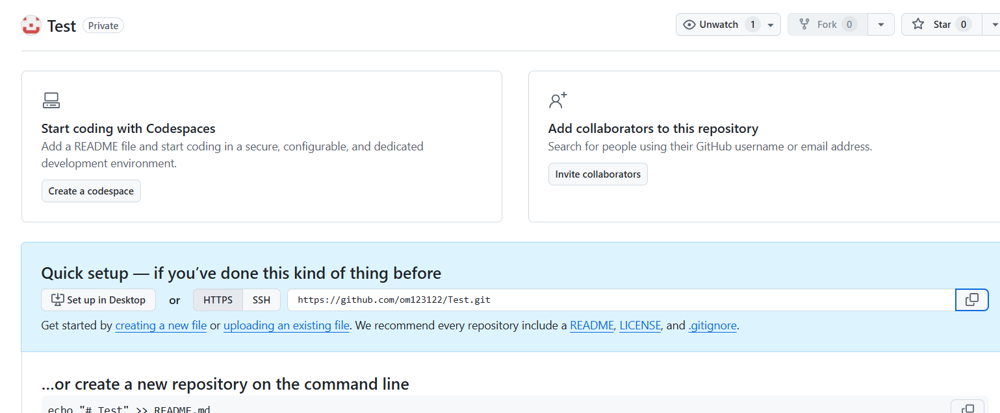 Test Private Unwatch 1 Fork 0 Star 0
Start coding with Codespaces
Add a README file and start coding in a secure, configurable, and dedicated
development environment.
Create a codespace
Add collaborators to this repository
Search for people using their GitHub username or email address.
Invite collaborators
Quick setup — if you’ve done this kind of thing before
Set up in Desktop or HTTPS SSH https://github.com/om123122/Test.git
Get started by creating a new file or uploading an existing file. We recommend every repository include a README, LICENSE, and .gitignore.
…or create a new repository on the command line
echo "# Test" >> README.md